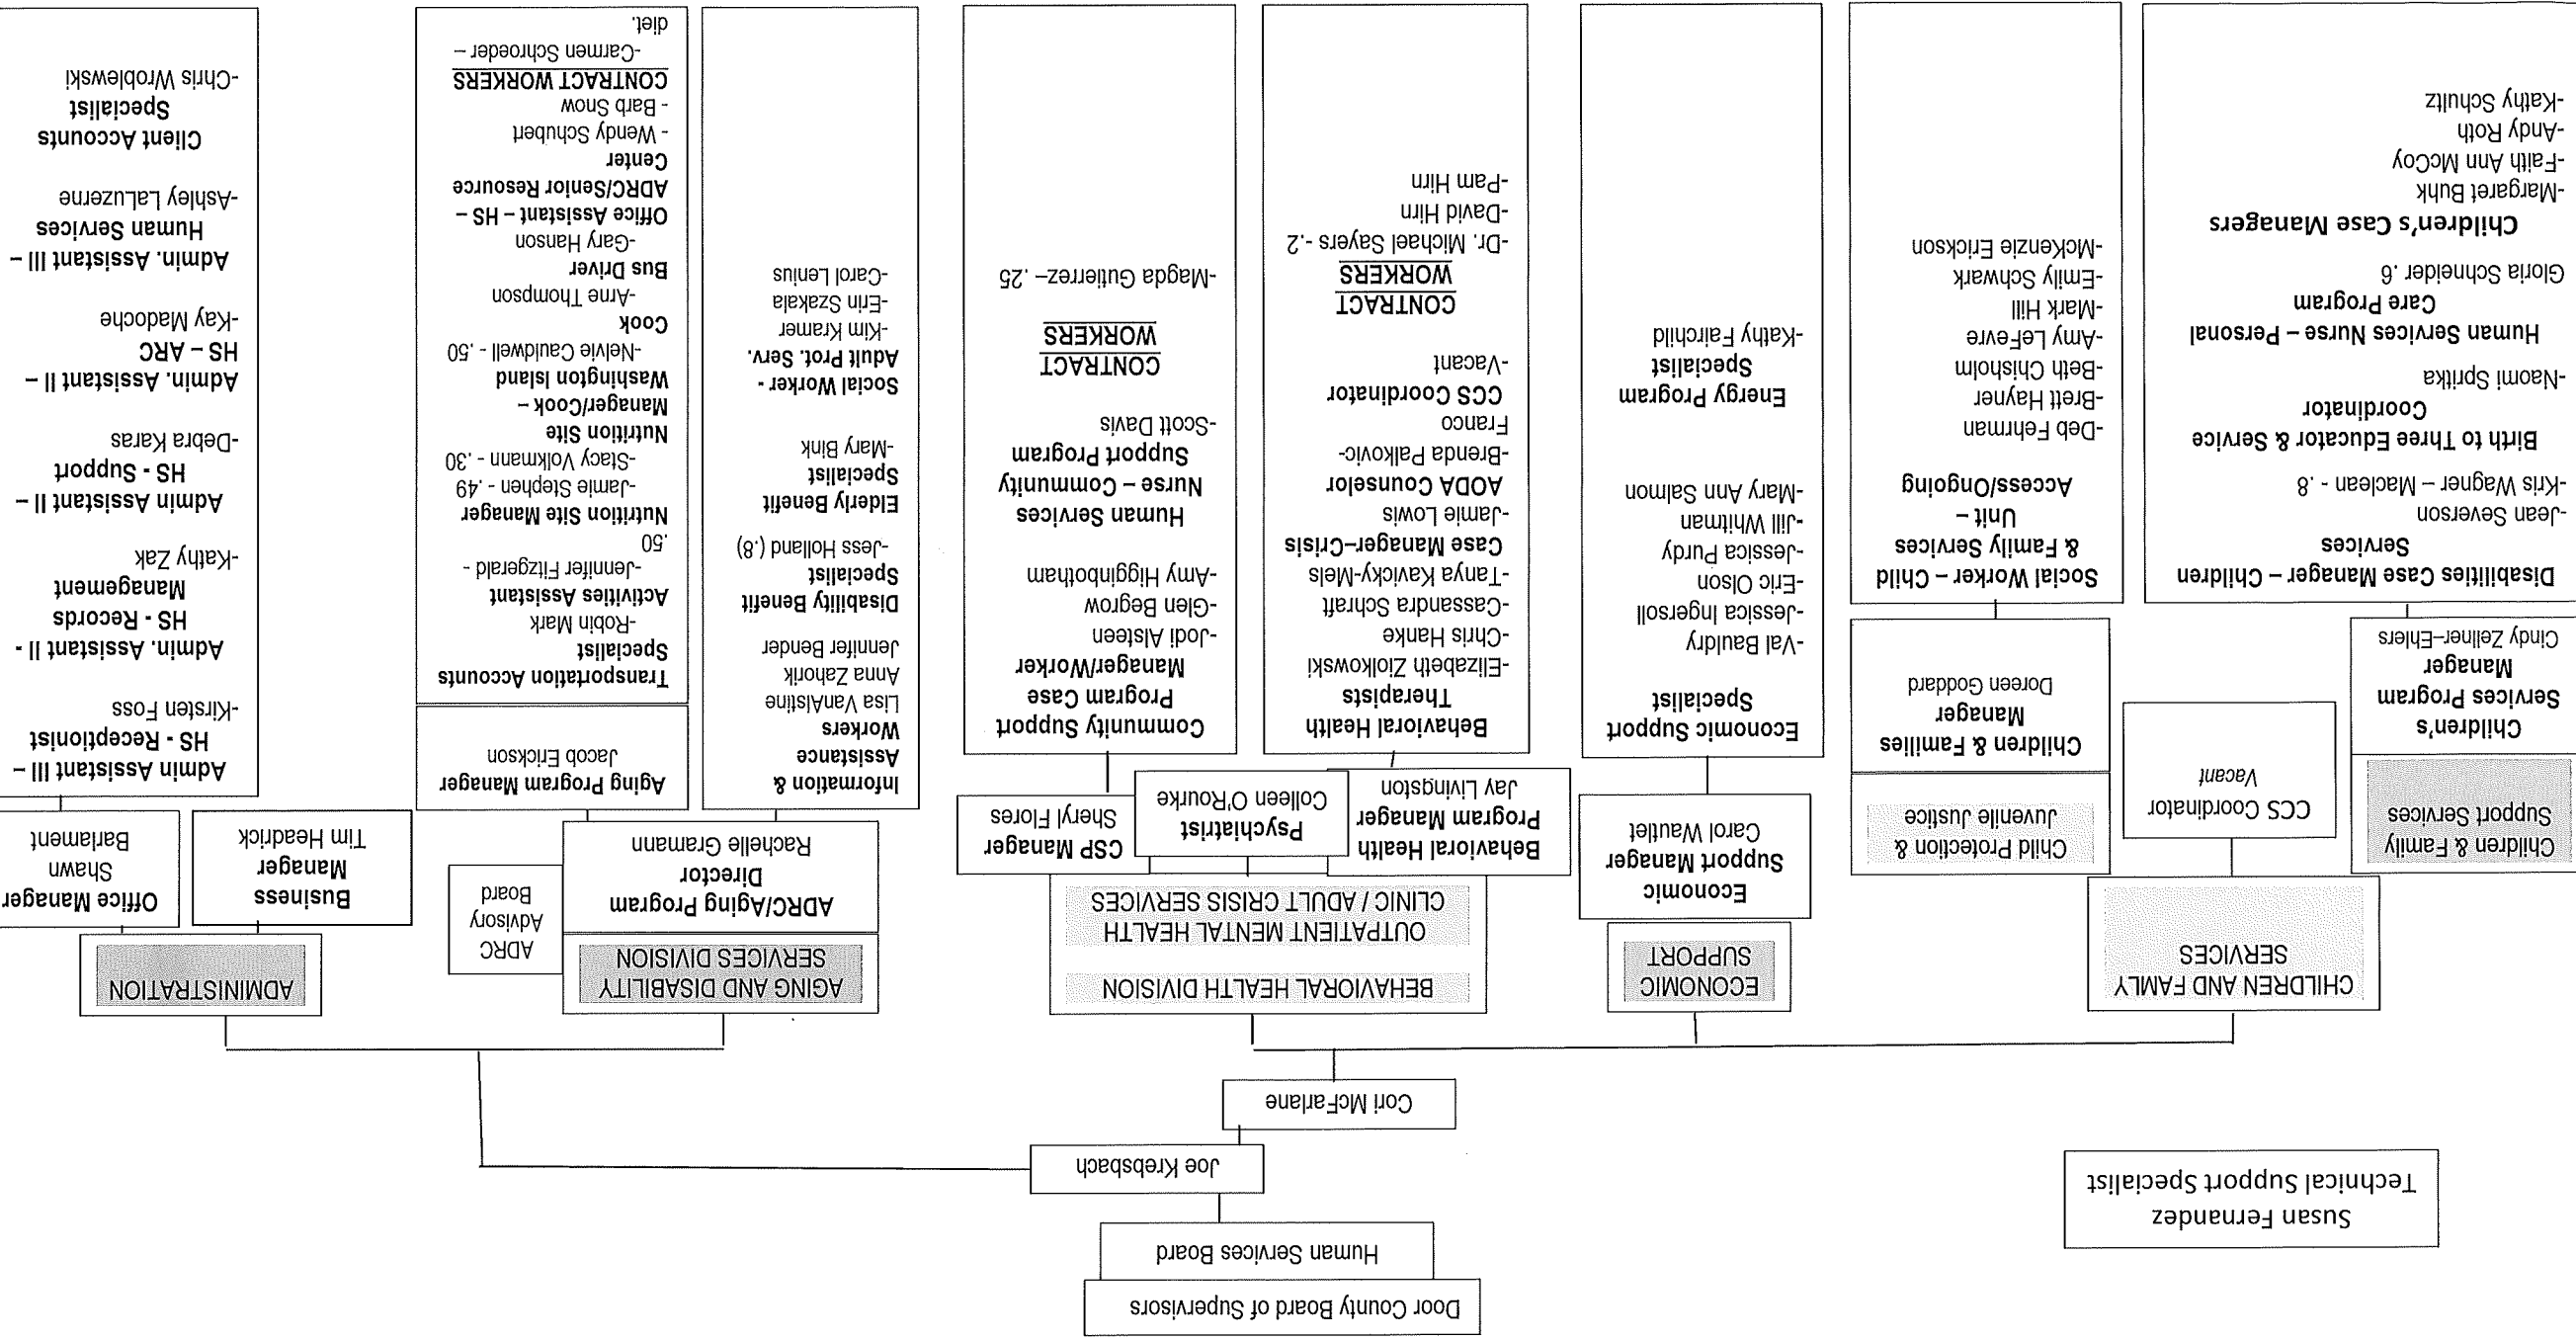 Door County Board of Supervisors
Human Services Board
Susan Fernandez
Technical Support Specialist
Joe Krebsbach
Cori McFarlane
CHILDREN AND FAMILY
SERVICES
Children & Family
Support Services
Children's
Services Program
Manager
Cindy Zellner–Ehlers
CCS Coordinator
Vacant
Child Protection &
Juvenile Justice
Children & Families
Manager
Doreen Goddard
Disabilities Case Manager – Children
Services
-Jean Severson
-Kris Wagner – Maclean - .8
Birth to Three Educator & Service
Coordinator
-Naomi Spritka
Human Services Nurse – Personal
Care Program
Gloria Schneider .6
Children's Case Managers
-Margaret Buhk
-Faith Ann McCoy
Andy Roth
-Kathy Schultz
Social Worker – Child
& Family Services
Unit –
Access/Ongoing
-Deb Fehrman
-Brett Hayner
-Beth Chisholm
-Amy LeFevre
-Mark Hill
-Emily Schwark
-McKenzie Erickson
ECONOMIC
SUPPORT
Economic
Support Manager
Carol Wautlet
Economic Support
Specialist
-Val Bauldry
-Jessica Ingersoll
-Eric Olson
-Jessica Purdy
-Jill Whitman
-Mary Ann Salmon
Energy Program
Specialist
-Kathy Fairchild
BEHAVIORAL HEALTH DIVISION
OUTPATIENT MENTAL HEALTH
CLINIC / ADULT CRISIS SERVICES
Behavioral Health
Program Manager
Jay Livingston
Psychiatrist
Colleen O'Rourke
CSP Manager
Sheryl Flores
Behavioral Health
Therapists
-Elizabeth Ziolkowski
-Chris Hanke
-Cassandra Schraft
-Tanya Kavicky-Mels
Case Manager–Crisis
-Jamie Lowis
AODA Counselor
-Brenda Palkovic-
Franco
CCS Coordinator
-Vacant
CONTRACT
WORKERS
-Dr. Michael Sayers -.2
-David Hirn
-Pam Hirn
Community Support
Program Case
Manager/Worker
-Jodi Alsteen
-Glen Begrow
-Amy Higginbotham
Human Services
Nurse – Community
Support Program
-Scott Davis
CONTRACT
WORKERS
-Magda Gutierrez– .25
AGING AND DISABILITY
SERVICES DIVISION
ADRC/Aging Program
Director
Rachelle Gramann
ADRC
Advisory
Board
Information &
Assistance
Workers
Lisa VanAlstine
Anna Zahorik
Jennifer Bender
Disability Benefit
Specialist
-Jess Holland (.8)
Elderly Benefit
Specialist
-Mary Bink
Social Worker -
Adult Prot. Serv.
-Kim Kramer
-Erin Szakala
-Carol Lenius
Aging Program Manager
Jacob Erickson
Transportation Accounts
Specialist
-Robin Mark
Activities Assistant
-Jennifer Fitzgerald -
.50
Nutrition Site Manager
-Jamie Stephen - .49
-Stacy Volkmann - .30
Nutrition Site
Manager/Cook –
Washington Island
-Nelvie Cauldwell - .50
Cook
-Arne Thompson
Bus Driver
-Gary Hanson
Office Assistant – HS –
ADRC/Senior Resource
Center
- Wendy Schubert
- Barb Snow
CONTRACT WORKERS
-Carmen Schroeder –
diet.
ADMINISTRATION
Business
Manager
Tim Headrick
Office Manager
Shawn
Barlament
Admin Assistant III –
HS - Receptionist
-Kirsten Foss
Admin. Assistant II -
HS - Records
Management
-Kathy Zak
Admin Assistant II –
HS - Support
-Debra Karas
Admin. Assistant II –
HS – ARC
-Kay Madoche
Admin. Assistant III –
Human Services
-Ashley LaLuzerne
Client Accounts
Specialist
-Chris Wroblewski